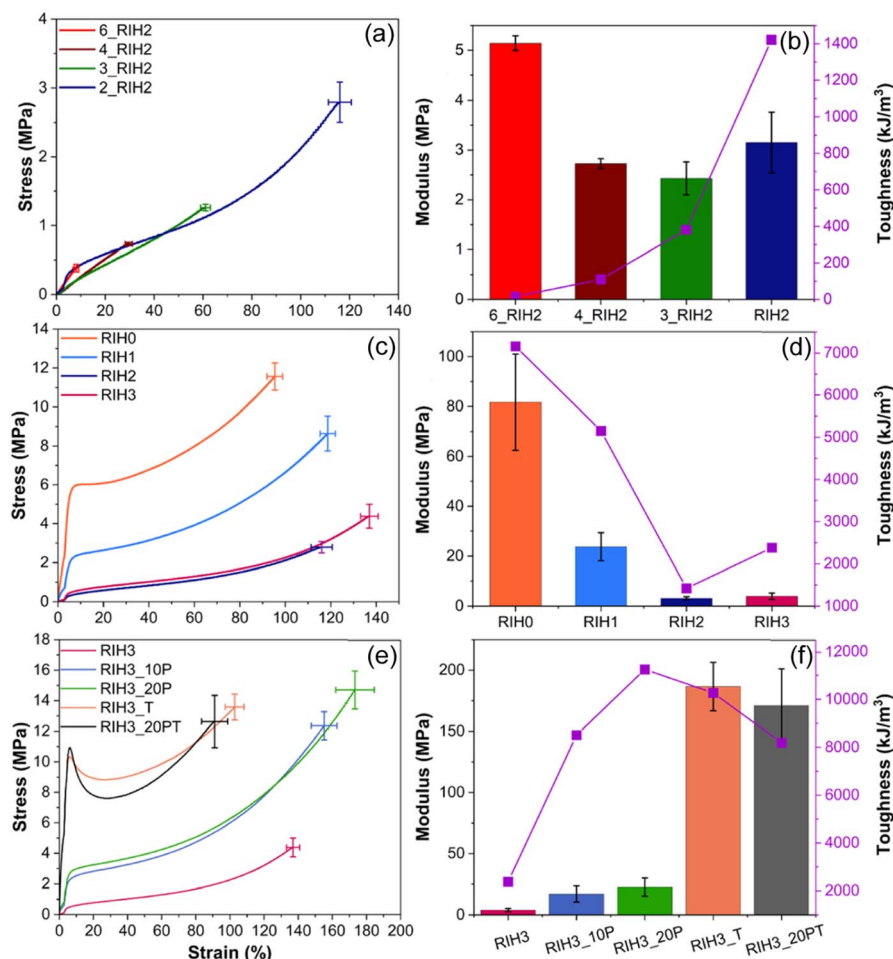 (a)
6_RIH2
4_RIH2
3_RIH2
2_RIH2
Stress (MPa)
4
3
2
1
0
0 20 40 60 80 100 120 140
(b)
Modulus (MPa)
5
4
3
2
1
0
Toughness (kJ/m³)
1400
1200
1000
800
600
400
200
0
6_RIH2 4_RIH2 3_RIH2 RIH2
(c)
RIH0
RIH1
RIH2
RIH3
Stress (MPa)
14
12
10
8
6
4
2
0
0 20 40 60 80 100 120 140
(d)
Modulus (MPa)
100
80
60
40
20
0
Toughness (kJ/m³)
7000
6000
5000
4000
3000
2000
1000
RIH0 RIH1 RIH2 RIH3
(e)
RIH3
RIH3_10P
RIH3_20P
RIH3_T
RIH3_20PT
Stress (MPa)
18
16
14
12
10
8
6
4
2
0
0 20 40 60 80 100 120 140 160 180 200
Strain (%)
(f)
Modulus (MPa)
200
150
100
50
25
0
Toughness (kJ/m³)
12000
10000
8000
6000
4000
2000
RIH3 RIH3_10P RIH3_20P RIH3_T RIH3_20PT